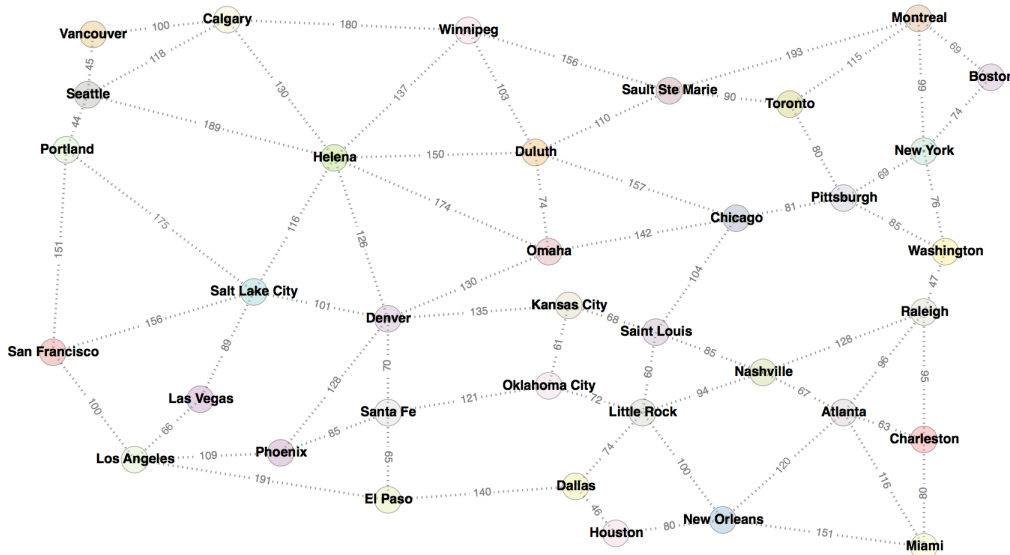 Montreal
Calgary
100
180
Winnipeg
Vancouver
69
193
115
118
45
156
Boston
Seattle
Sault Ste Marie
90
Toronto
137
130
103
99
74
110
44
189
Portland
Helena
150
Duluth
80
New York
69
157
74
76
174
175
116
Pittsburgh
81
Chicago
85
126
142
151
Omaha
Washington
104
130
47
Salt Lake City
101
Kansas City
135
Denver
68
Raleigh
156
Saint Louis
128
San Francisco
89
61
85
70
60
96
95
128
Nashville
Oklahoma City
94
67
Las Vegas
72
121
100
Santa Fe
Little Rock
Atlanta
66
85
63
Charleston
Los Angeles
109
Phoenix
65
74
100
120
116
80
191
Dallas
140
El Paso
46
New Orleans
80
Houston
151
Miami